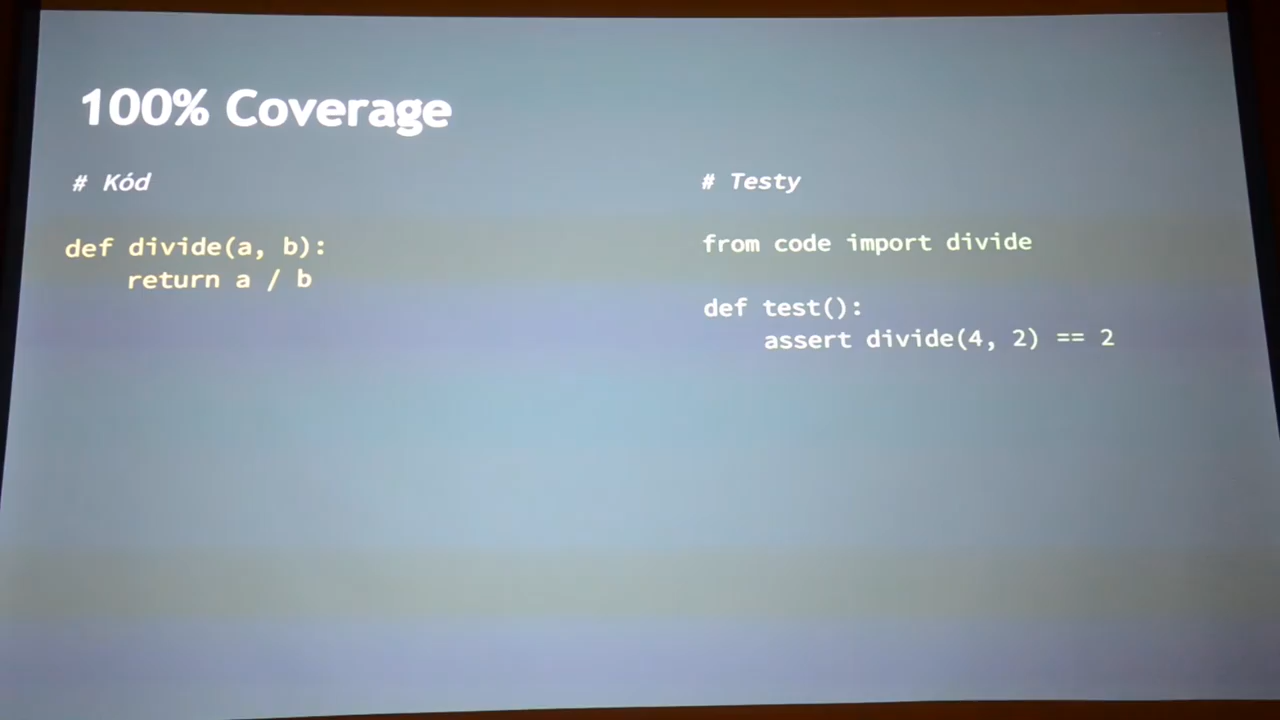 100% Coverage
# Kód
def divide(a, b):
    return a / b
# Testy
from code import divide
def test():
    assert divide(4, 2) == 2